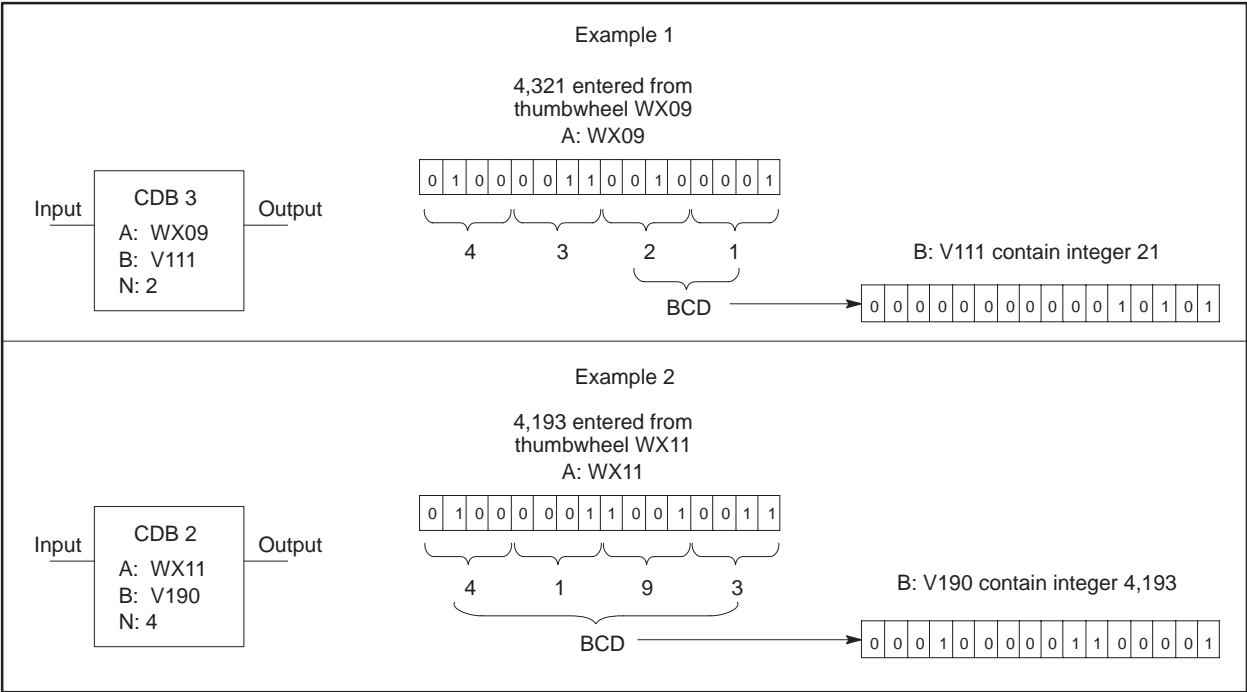 Example 1
4,321 entered from
thumbwheel WX09
A: WX09
0 1 0 0 0 0 1 1 0 0 1 0 0 0 0 1
Input
CDB 3
Output
A: WX09
B: V111
N: 2
4 3 2 1
BCD
B: V111 contain integer 21
0 0 0 0 0 0 0 0 0 0 0 1 0 1 0 1
Example 2
4,193 entered from
thumbwheel WX11
A: WX11
0 1 0 0 0 0 0 1 1 0 0 1 0 0 1 1
Input
CDB 2
Output
A: WX11
B: V190
N: 4
4 1 9 3
BCD
B: V190 contain integer 4,193
0 0 0 1 0 0 0 0 0 1 1 0 0 0 0 1